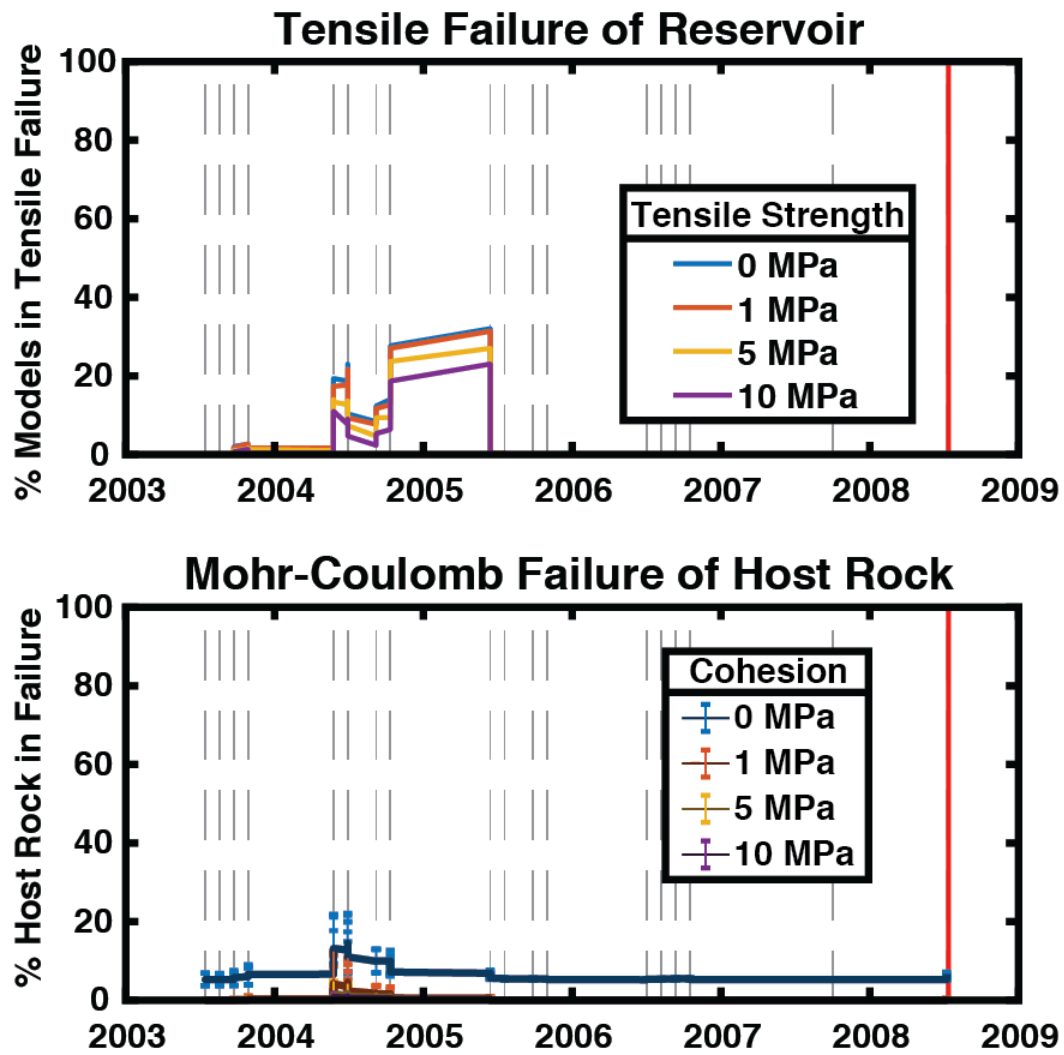 Tensile Failure of Reservoir
% Models in Tensile Failure
100
80
60
40
20
0
2003 2004 2005 2006 2007 2008 2009
Tensile Strength
0 MPa
1 MPa
5 MPa
10 MPa
Mohr-Coulomb Failure of Host Rock
% Host Rock in Failure
100
80
60
40
20
0
2003 2004 2005 2006 2007 2008 2009
Cohesion
0 MPa
1 MPa
5 MPa
10 MPa